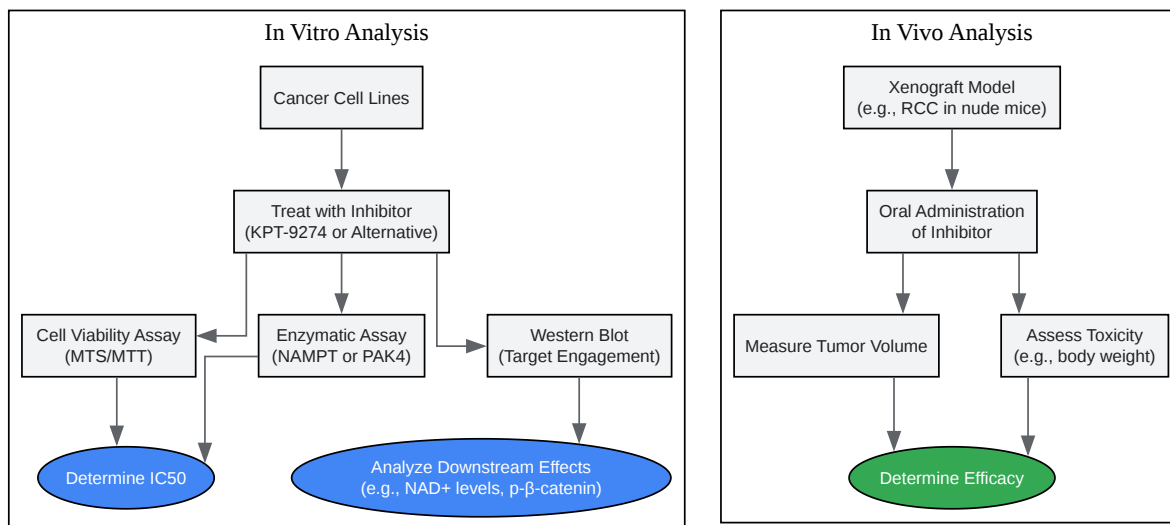 In Vitro Analysis
Cancer Cell Lines
Treat with Inhibitor
(KPT-9274 or Alternative)
Cell Viability Assay
(MTS/MTT)
Enzymatic Assay
(NAMPT or PAK4)
Western Blot
(Target Engagement)
Determine IC50
Analyze Downstream Effects
(e.g., NAD+ levels, p-β-catenin)
In Vivo Analysis
Xenograft Model
(e.g., RCC in nude mice)
Oral Administration
of Inhibitor
Measure Tumor Volume
Assess Toxicity
(e.g., body weight)
Determine Efficacy